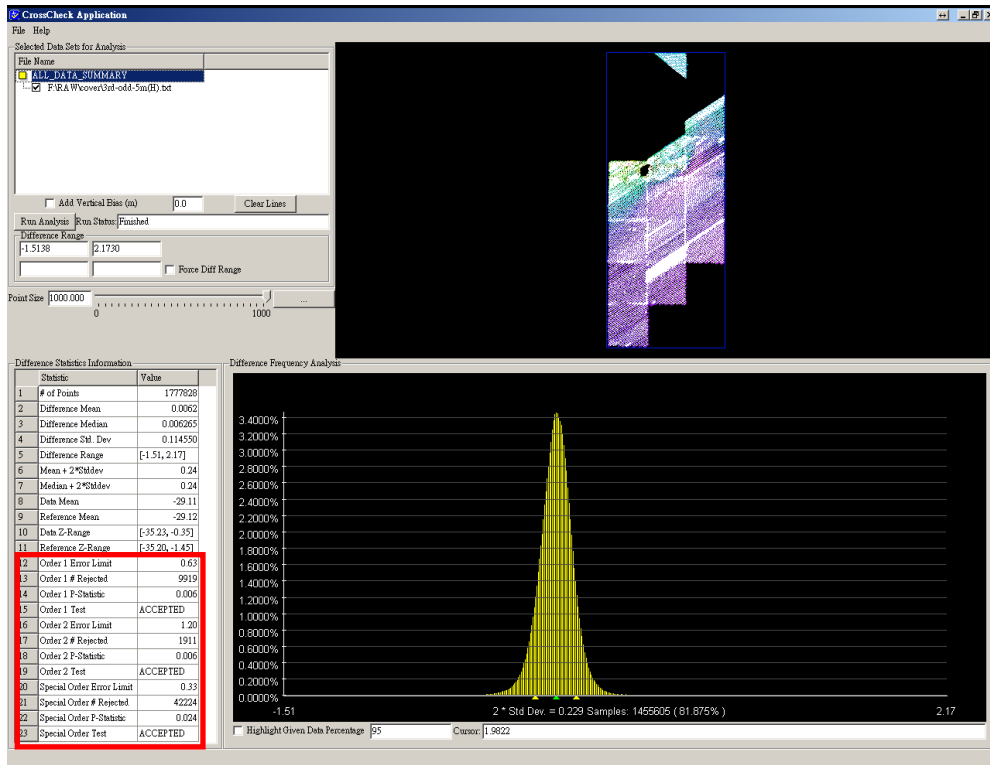 CrossCheck Application
File Help
Selected Data Sets for Analysis
File Name
ALL_DATA_SUMMARY
F:\RAW\cover\3rd-odd-5m(H).txt
Add Vertical Bias (m) 0.0 Clear Lines
Run Analysis Run Status: Finished
Difference Range
-1.5138 2.1730
Force Diff Range
Point Size 1000.000 ...
0 1000
Difference Statistics Information
Statistic Value
1 # of Points 1777828
2 Difference Mean 0.0062
3 Difference Median 0.006265
4 Difference Std. Dev 0.114550
5 Difference Range [-1.51, 2.17]
6 Mean + 2*Stddev 0.24
7 Median + 2*Stddev 0.24
8 Data Mean -29.11
9 Reference Mean -29.12
10 Data Z-Range [-35.23, -0.35]
11 Reference Z-Range [-35.20, -1.45]
12 Order 1 Error Limit 0.63
13 Order 1 # Rejected 9919
14 Order 1 P-Statistic 0.006
15 Order 1 Test ACCEPTED
16 Order 2 Error Limit 1.20
17 Order 2 # Rejected 1911
18 Order 2 P-Statistic 0.006
19 Order 2 Test ACCEPTED
20 Special Order Error Limit 0.33
21 Special Order # Rejected 42224
22 Special Order P-Statistic 0.024
23 Special Order Test ACCEPTED
Difference Frequency Analysis
3.4000%
3.2000%
3.0000%
2.8000%
2.6000%
2.4000%
2.2000%
2.0000%
1.8000%
1.6000%
1.4000%
1.2000%
1.0000%
0.8000%
0.6000%
0.4000%
0.2000%
0.0000%
-1.51 2 * Std Dev. = 0.229 Samples: 1455605 ( 81.875% ) 2.17
Highlight Given Data Percentage 95 Cursor: 1.9822